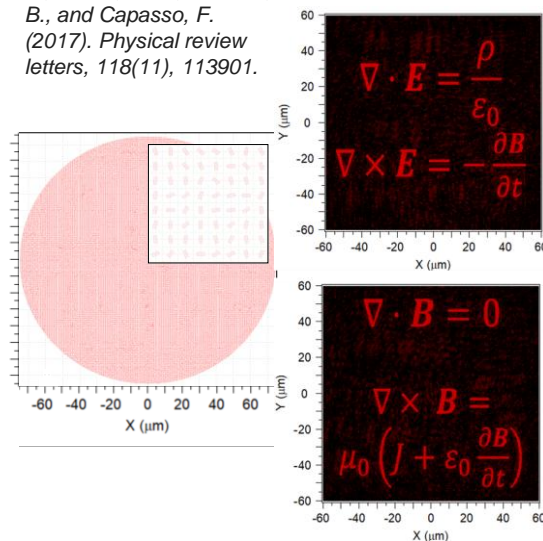 B., and Capasso, F.
(2017). Physical review
letters, 118(11), 113901.
-60 -40 -20 0 20 40 60
X (μm)
60
40
20
0
-20
-40
-60
Y (μm)
∇ · E = ρ/ε₀
∇ × E = − ∂B/∂t
-60 -40 -20 0 20 40 60
X (μm)
60
40
20
0
-20
-40
-60
Y (μm)
∇ · B = 0
∇ × B =
μ₀ (J + ε₀ ∂B/∂t)
-60 -40 -20 0 20 40 60
X (μm)